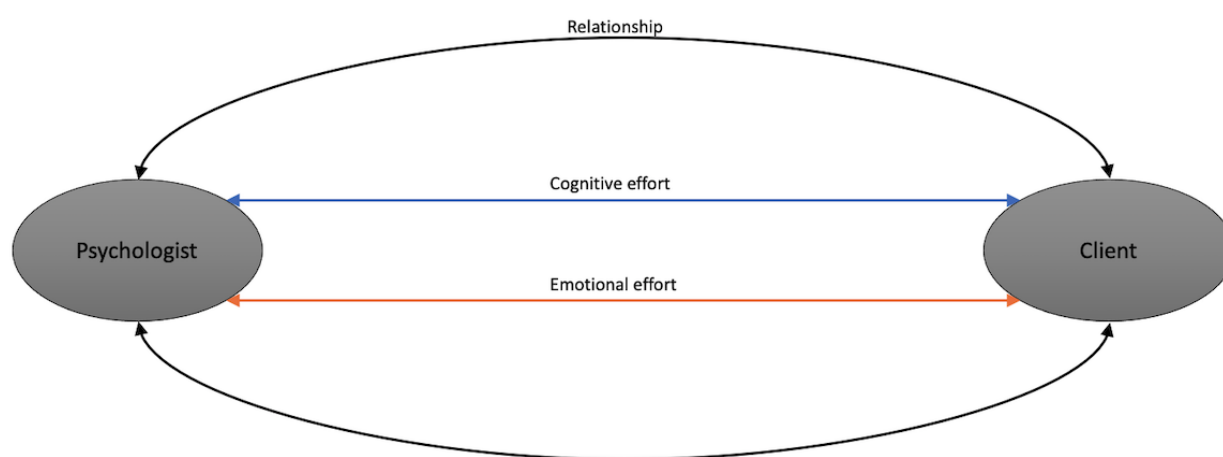 Relationship
Cognitive effort
Psychologist
Client
Emotional effort